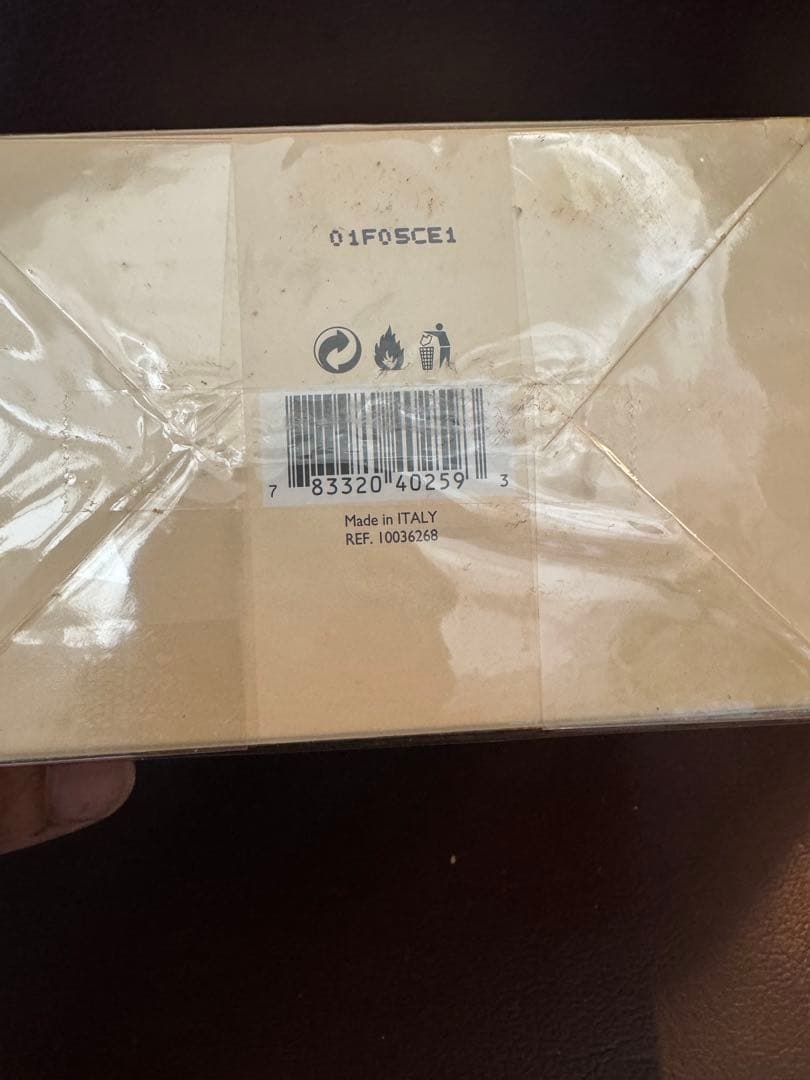 01F05CE1
7 83320 40259 3
Made in ITALY
REF. 10036268